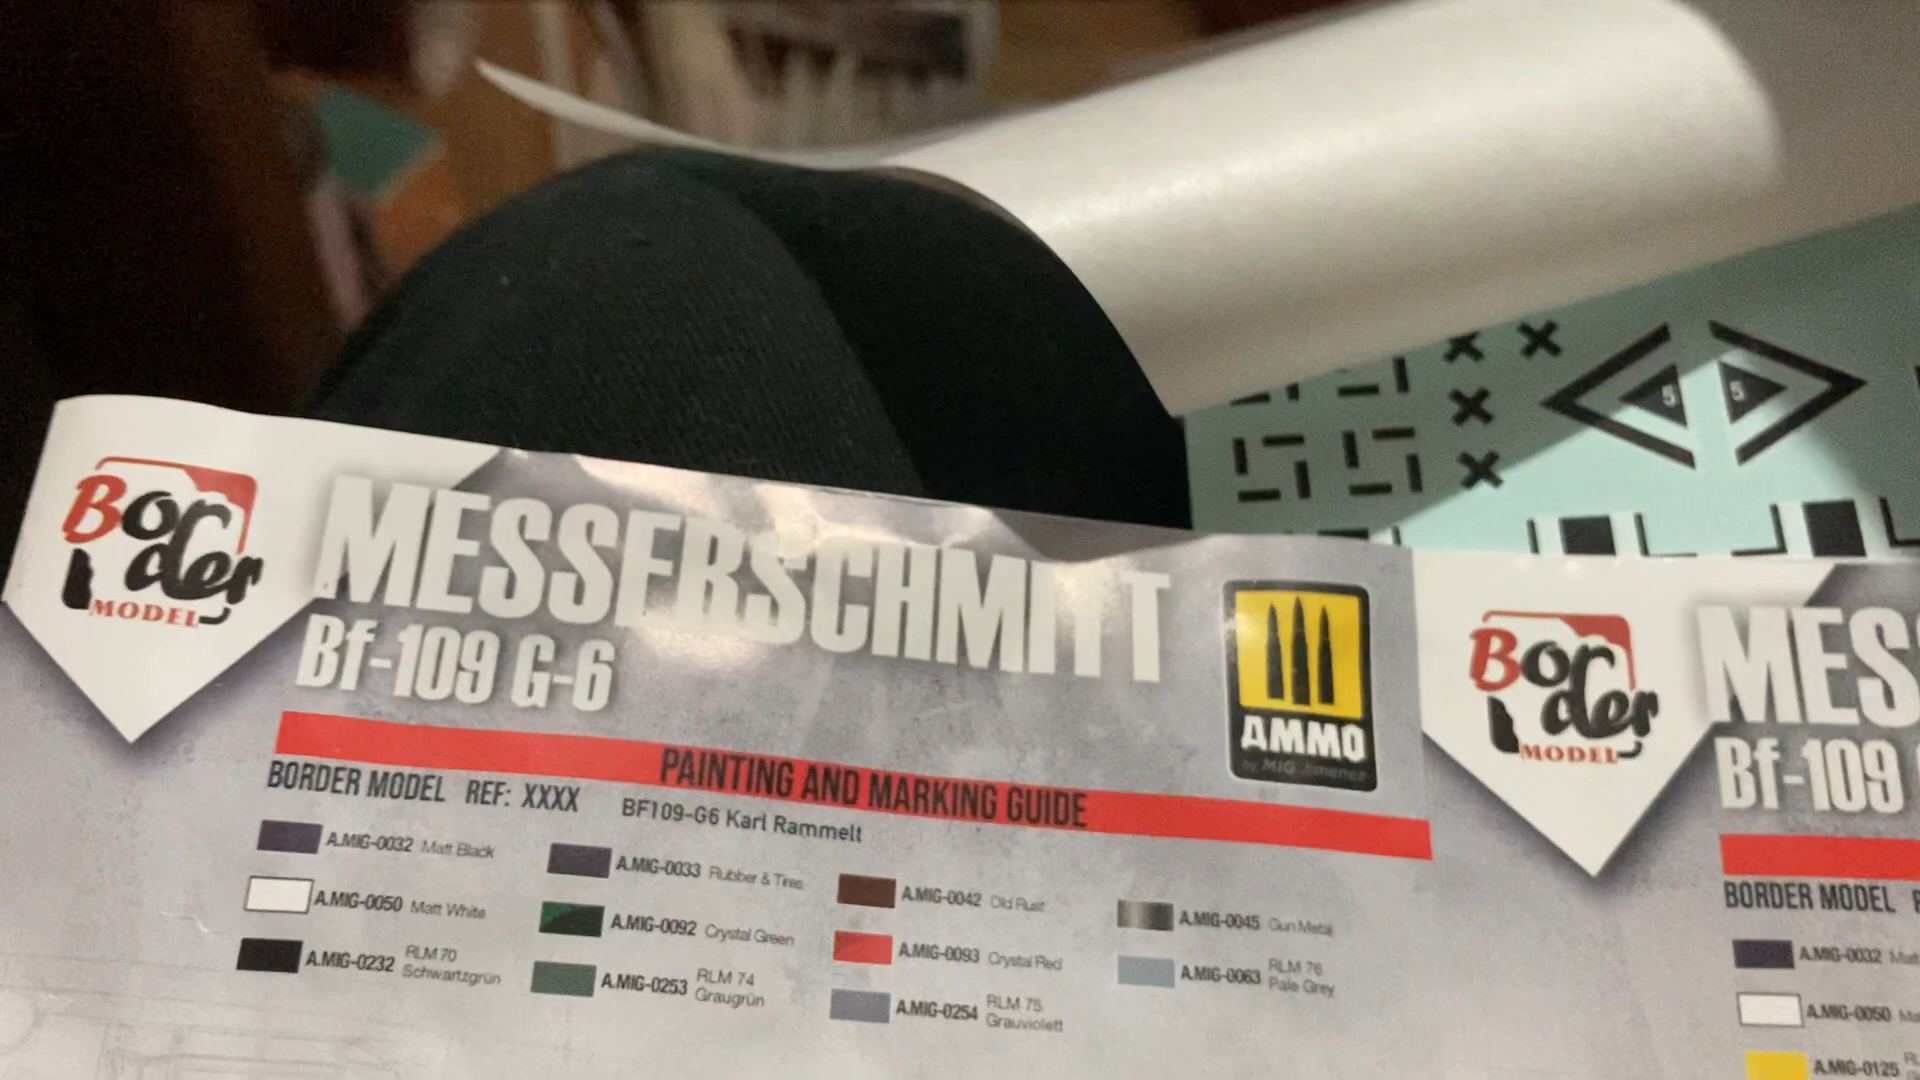 5 5
Border
MODEL
MESSERSCHMITT
Bf-109 G-6
AMMO
by MIG Jimenez
PAINTING AND MARKING GUIDE
BORDER MODEL REF: XXXX
BF109-G6 Karl Rammelt
A.MIG-0032 Matt Black
A.MIG-0033 Rubber & Tires
A.MIG-0042 Old Rust
A.MIG-0045 Gun Metal
A.MIG-0050 Matt White
A.MIG-0092 Crystal Green
A.MIG-0093 Crystal Red
A.MIG-0063 RLM 76
Pale Grey
A.MIG-0232 RLM 70
Schwartzgrün
A.MIG-0253 RLM 74
Graugrün
A.MIG-0254 RLM 75
Grauviolett
Border
MODEL
MES
Bf-109
BORDER MODEL
A.MIG-0032
A.MIG-0050
A.MIG-0125